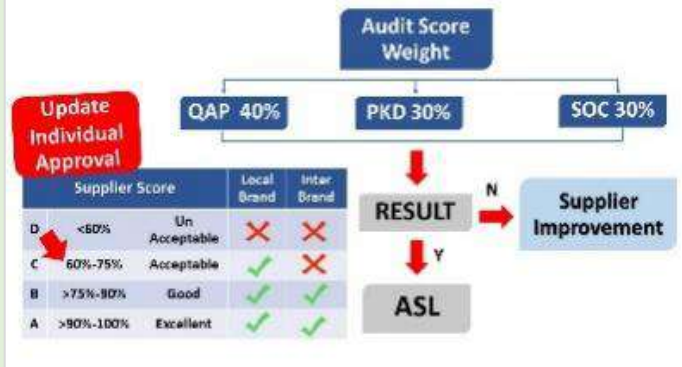 Audit Score
Weight
QAP 40%
PKD 30%
SOC 30%
Update
Individual
Approval
Supplier Score
Local
Brand
Inter
Brand
D <60% Un
Acceptable
C 60%-75% Acceptable
B >75%-90% Good
A >90%-100% Excellent
RESULT
N
Supplier
Improvement
Y
ASL